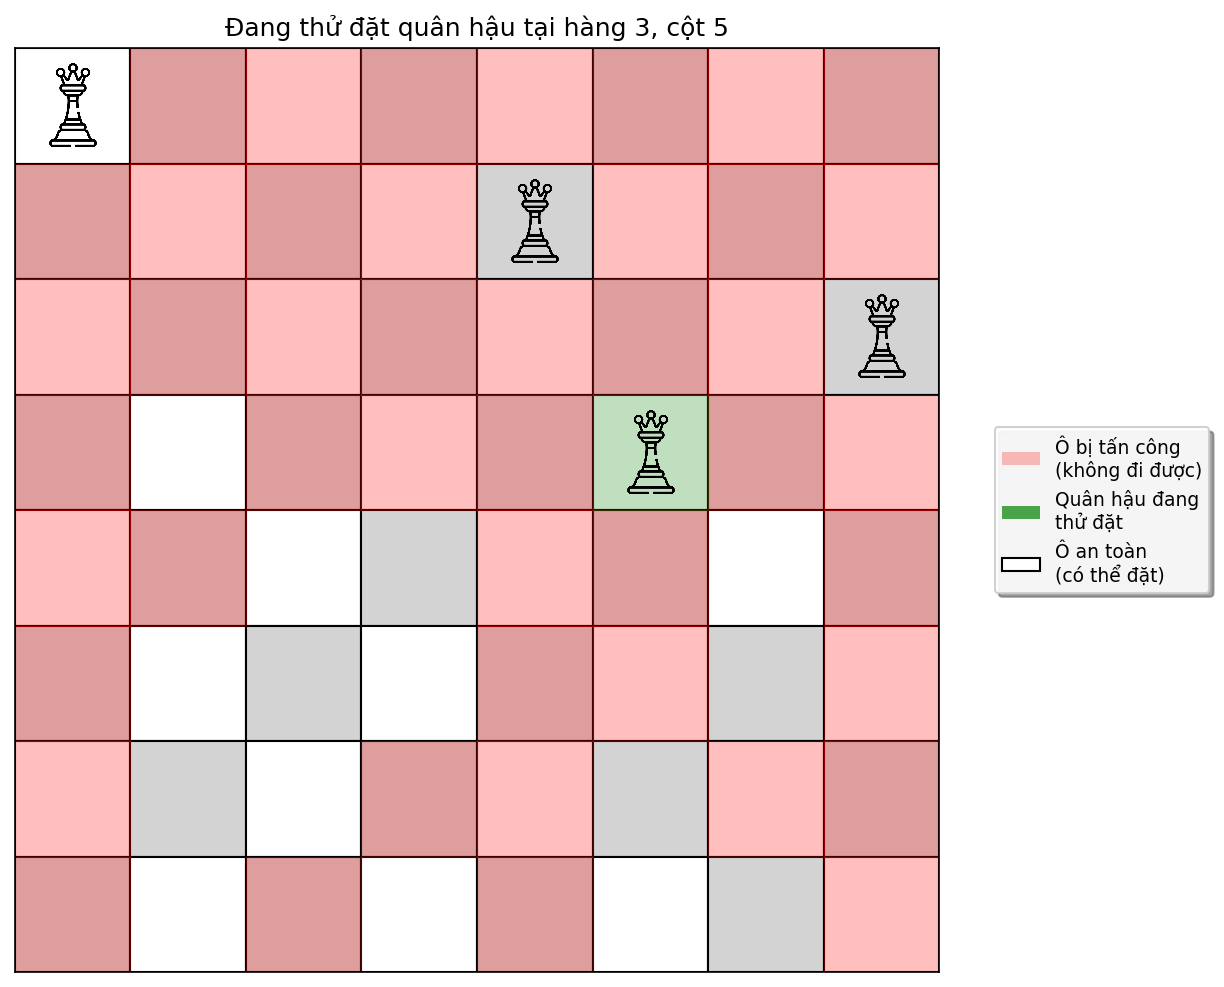 Đang thử đặt quân hậu tại hàng 3, cột 5
Ô bị tấn công
(không đi được)
Quân hậu đang
thử đặt
Ô an toàn
(có thể đặt)